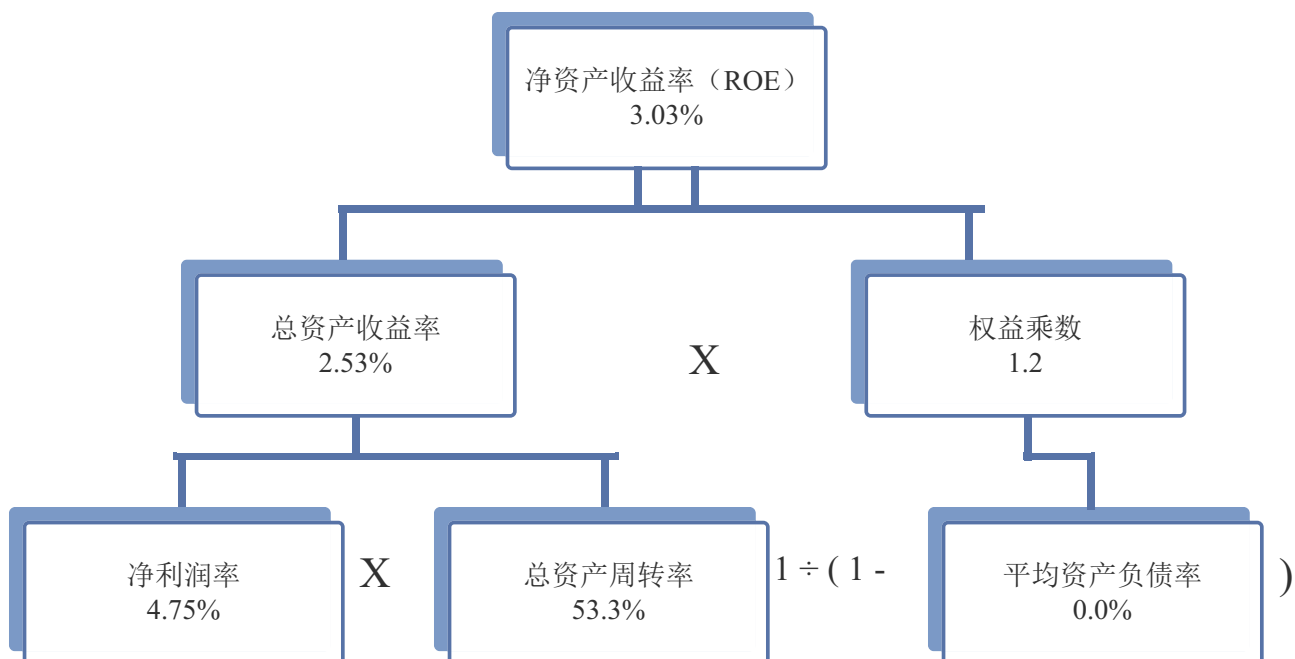 净资产收益率（ROE）
3.03%
总资产收益率
2.53%
X
权益乘数
1.2
净利润率
4.75%
X
总资产周转率
53.3%
1 ÷ ( 1 -
平均资产负债率
0.0%
)